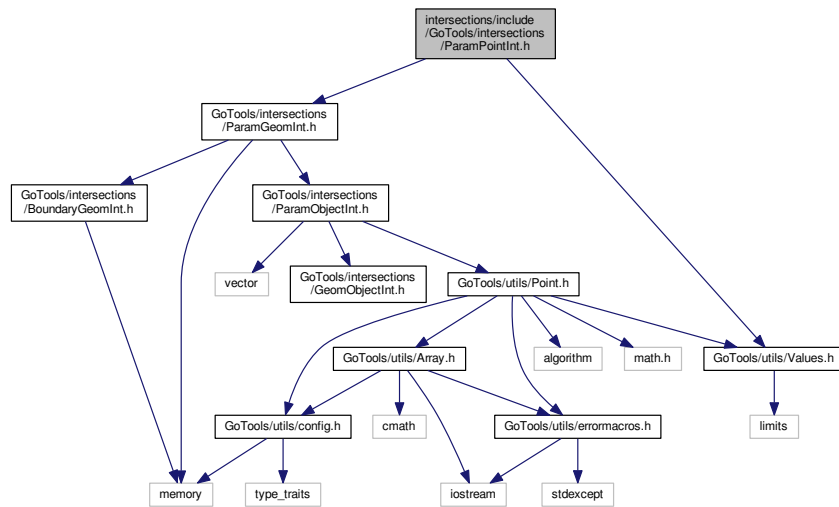 intersections/include
/GoTools/intersections
/ParamPointInt.h
GoTools/intersections
/ParamGeomInt.h
GoTools/intersections
/BoundaryGeomInt.h
GoTools/intersections
/ParamObjectInt.h
vector
GoTools/intersections
/GeomObjectInt.h
GoTools/utils/Point.h
GoTools/utils/Array.h
algorithm
math.h
GoTools/utils/Values.h
GoTools/utils/config.h
cmath
GoTools/utils/errormacros.h
limits
memory
type_traits
iostream
stdexcept